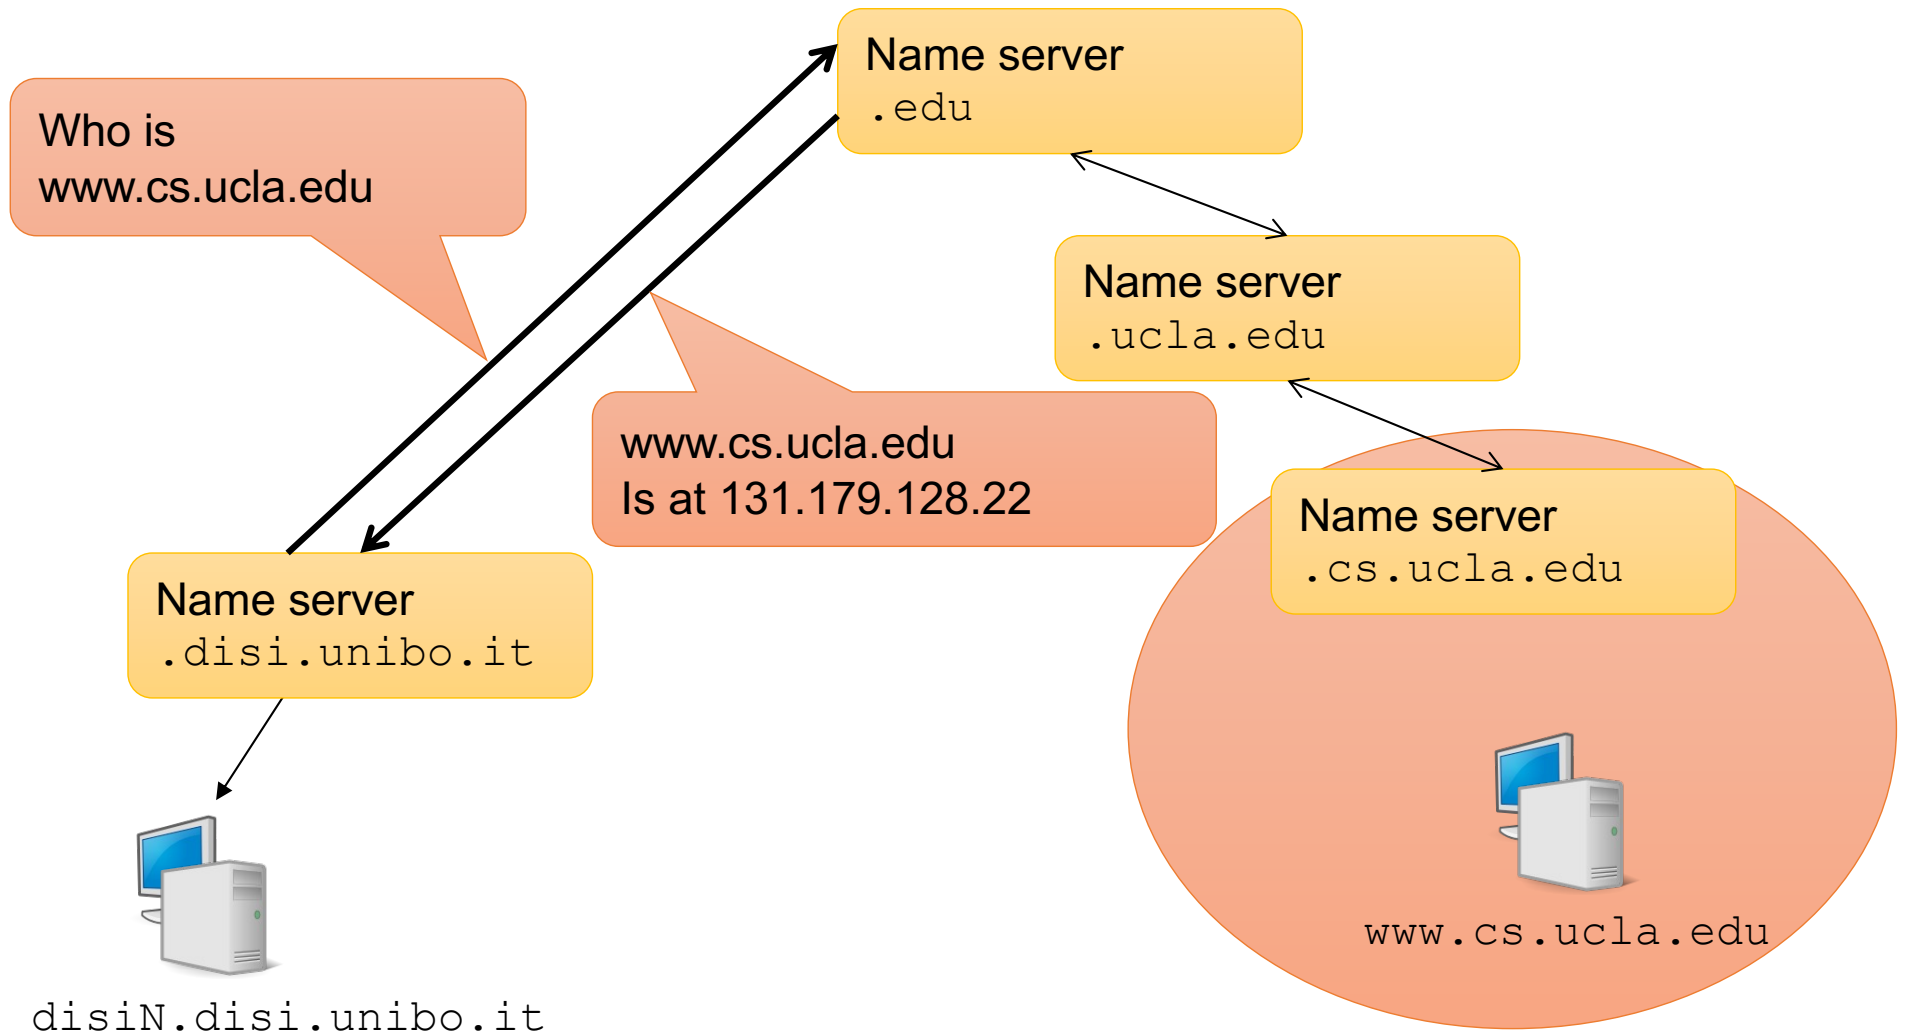 Name server
.edu
Who is
www.cs.ucla.edu
Name server
.ucla.edu
www.cs.ucla.edu
Is at 131.179.128.22
Name server
.cs.ucla.edu
Name server
.disi.unibo.it
www.cs.ucla.edu
disiN.disi.unibo.it